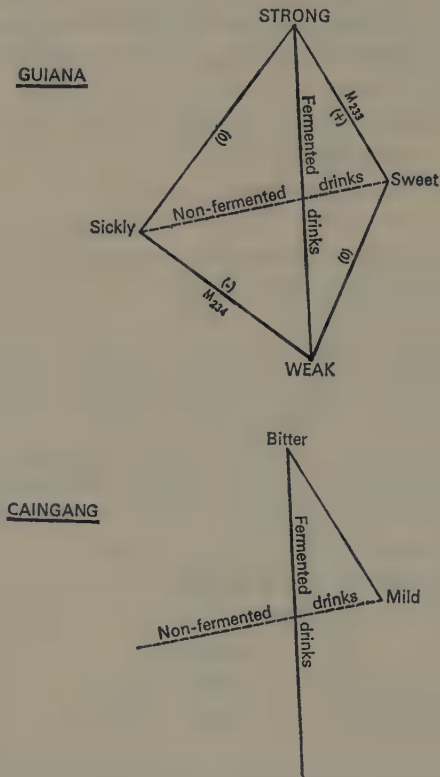 STRONG
GUIANA
M233
(+)
(0)
Fermented
drinks
Non-fermented drinks
Sweet
Sickly
(0)
(-)
M234
WEAK
Bitter
CAINGANG
Fermented
drinks
Non-fermented drinks
Mild